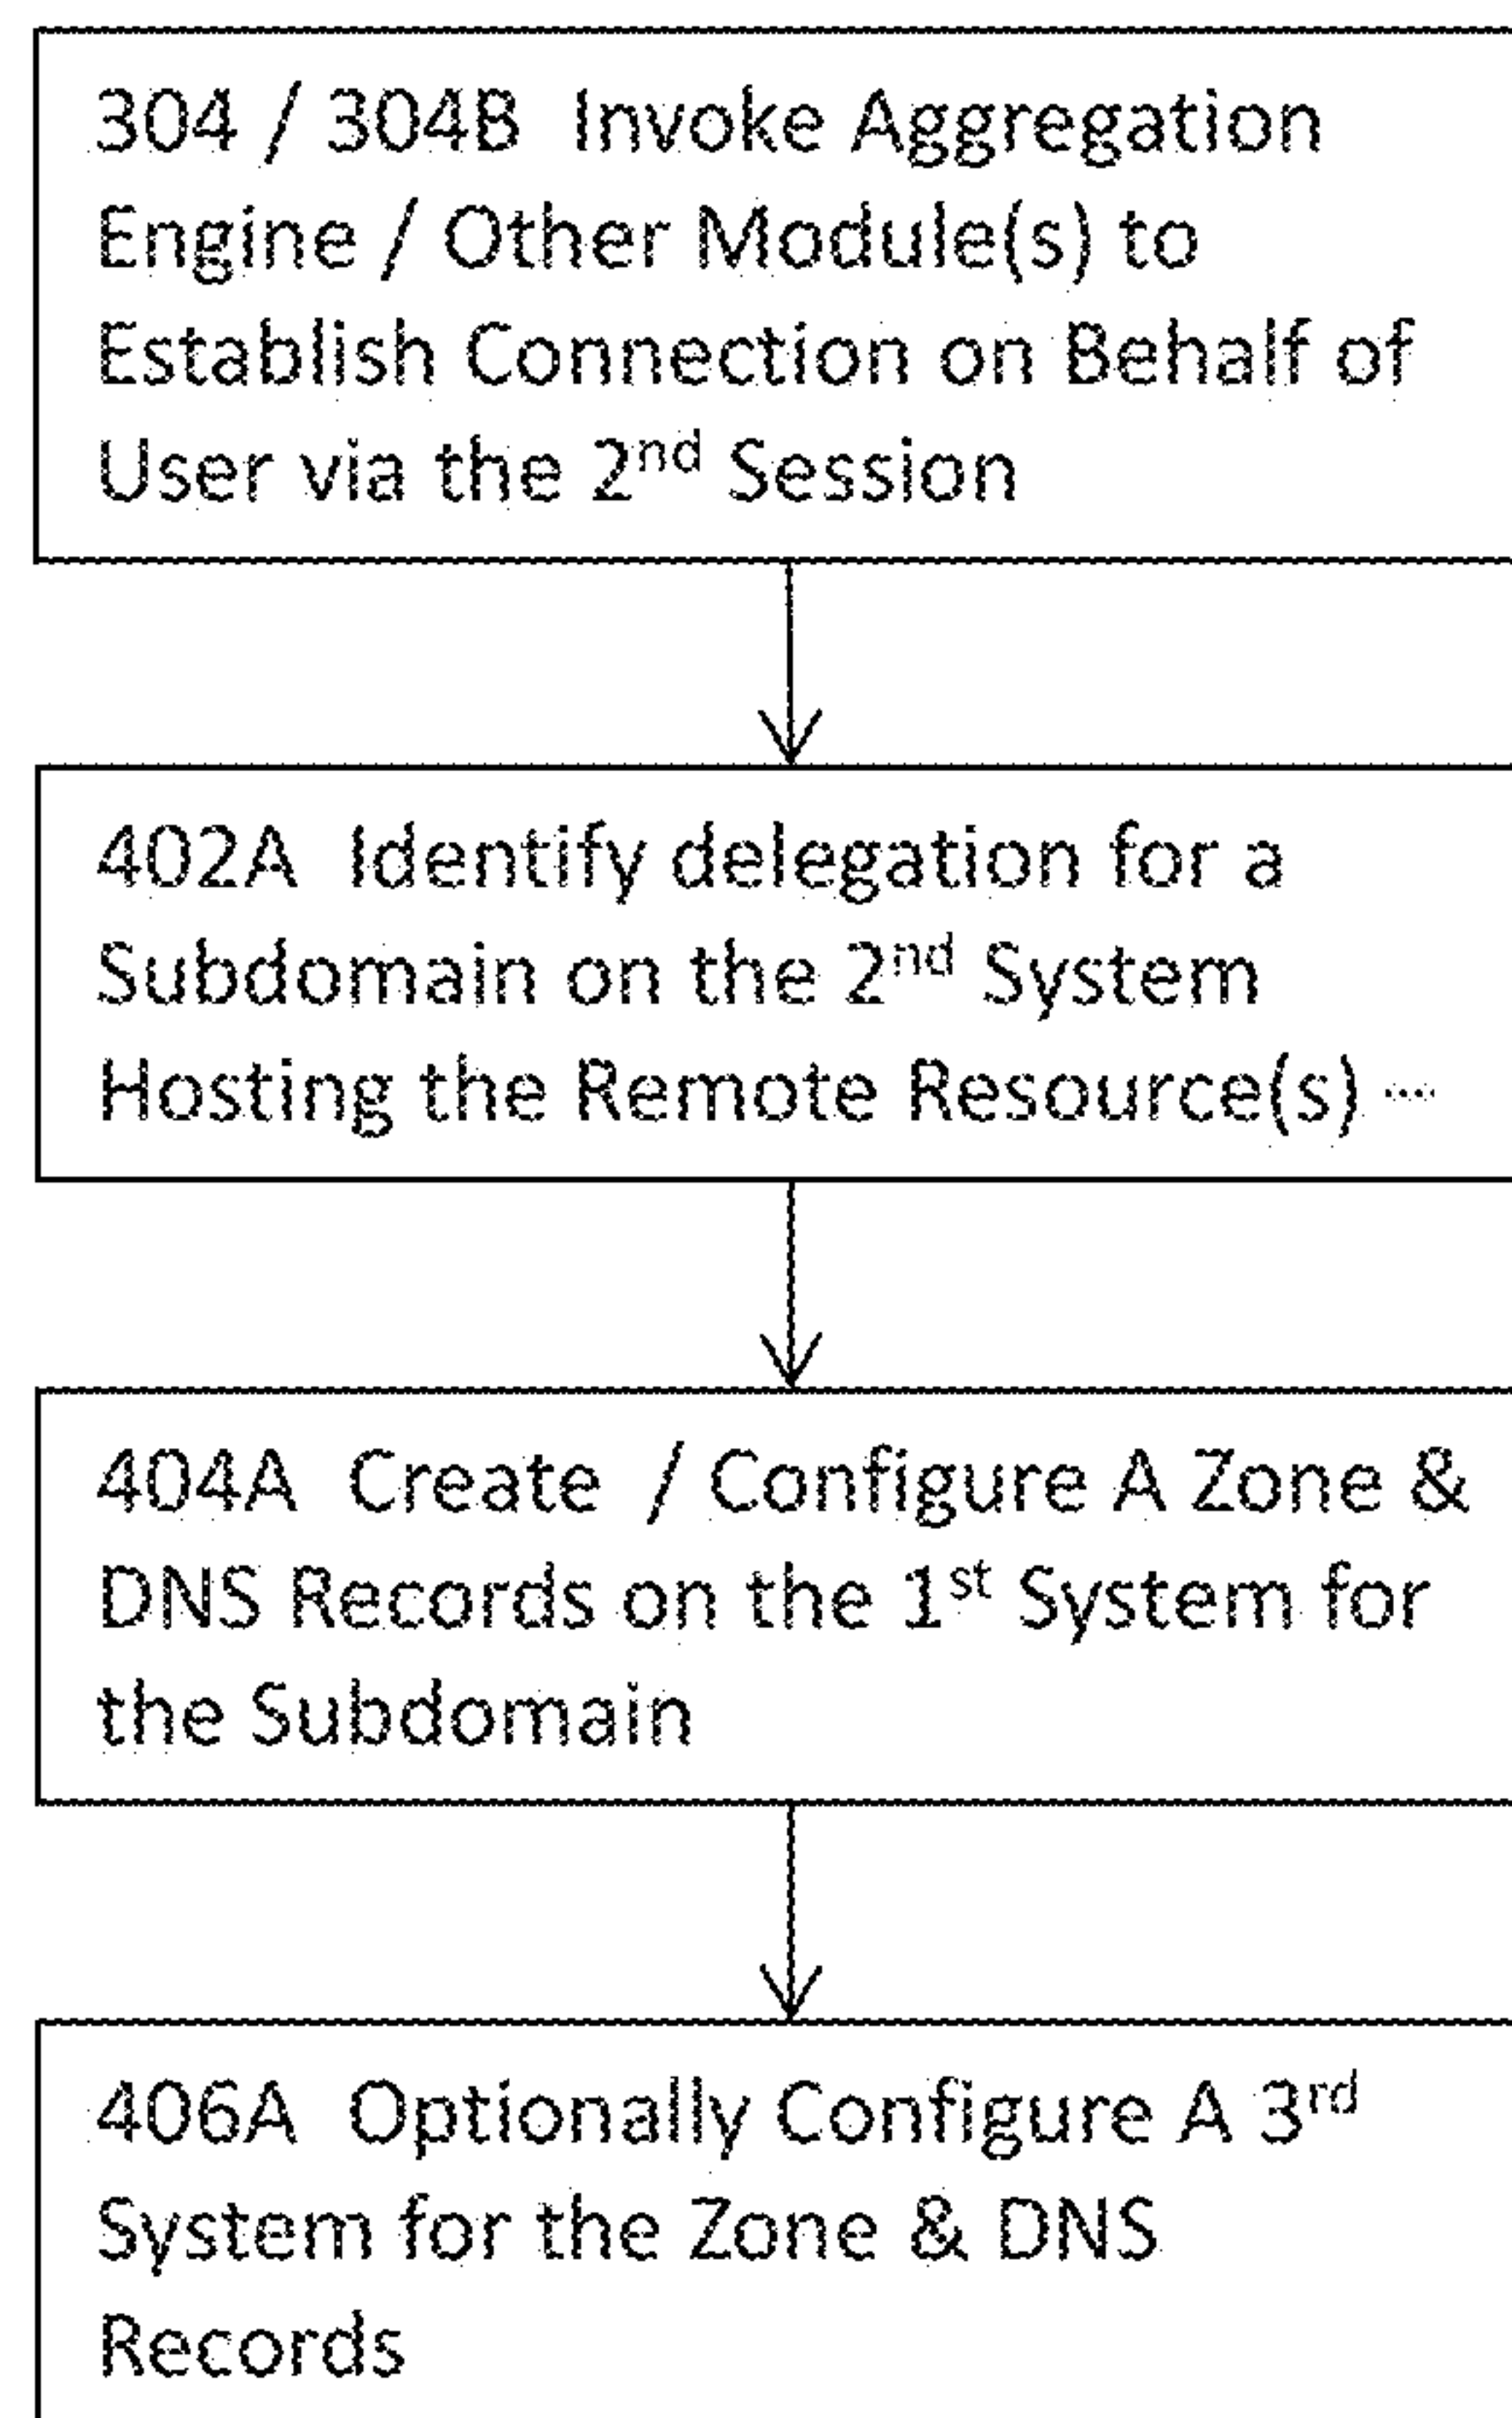 304 / 304B Invoke Aggregation
Engine / Other Module(s) to
Establish Connection on Behalf of
User via the 2nd Session
402A Identify delegation for a
Subdomain on the 2nd System
Hosting the Remote Resource(s) ...
404A Create / Configure A Zone &
DNS Records on the 1st System for
the Subdomain
406A Optionally Configure A 3rd
System for the Zone & DNS
Records